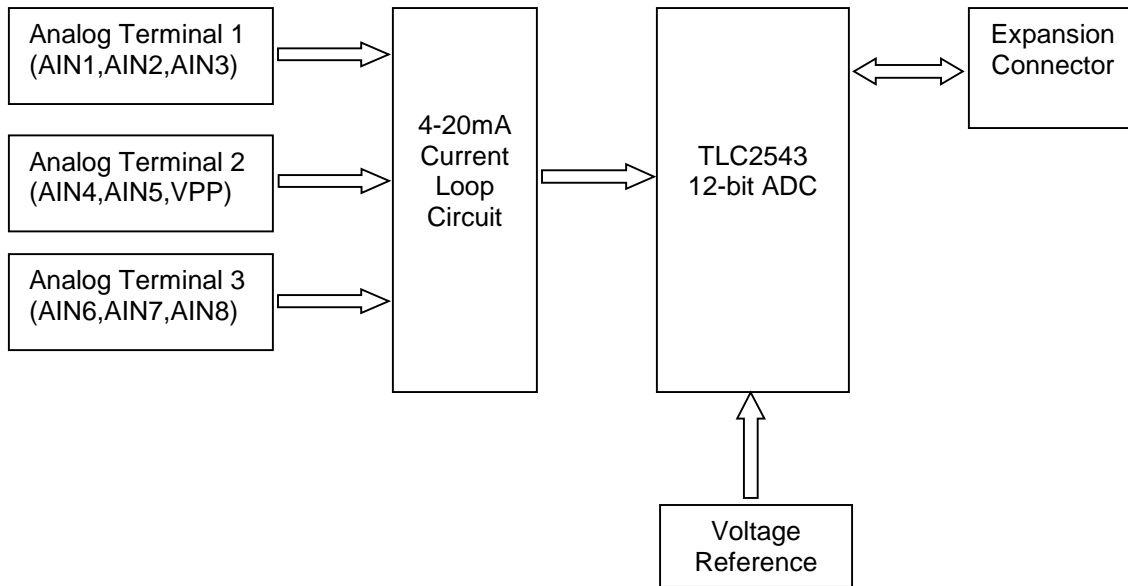 Analog Terminal 1
(AIN1,AIN2,AIN3)
Analog Terminal 2
(AIN4,AIN5,VPP)
Analog Terminal 3
(AIN6,AIN7,AIN8)
4-20mA
Current
Loop
Circuit
TLC2543
12-bit ADC
Expansion
Connector
Voltage
Reference